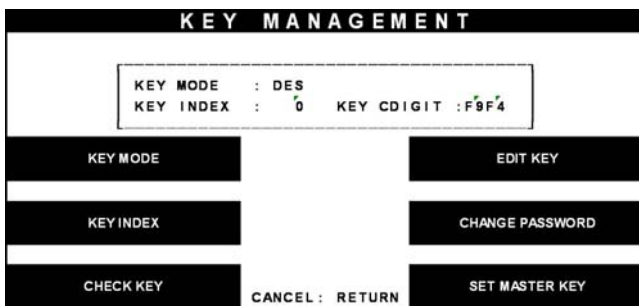 KEY MANAGEMENT
KEY MODE : DES
KEY INDEX : 0 KEY CDIGIT : F9F4
KEY MODE
EDIT KEY
KEY INDEX
CHANGE PASSWORD
CHECK KEY
CANCEL : RETURN
SET MASTER KEY